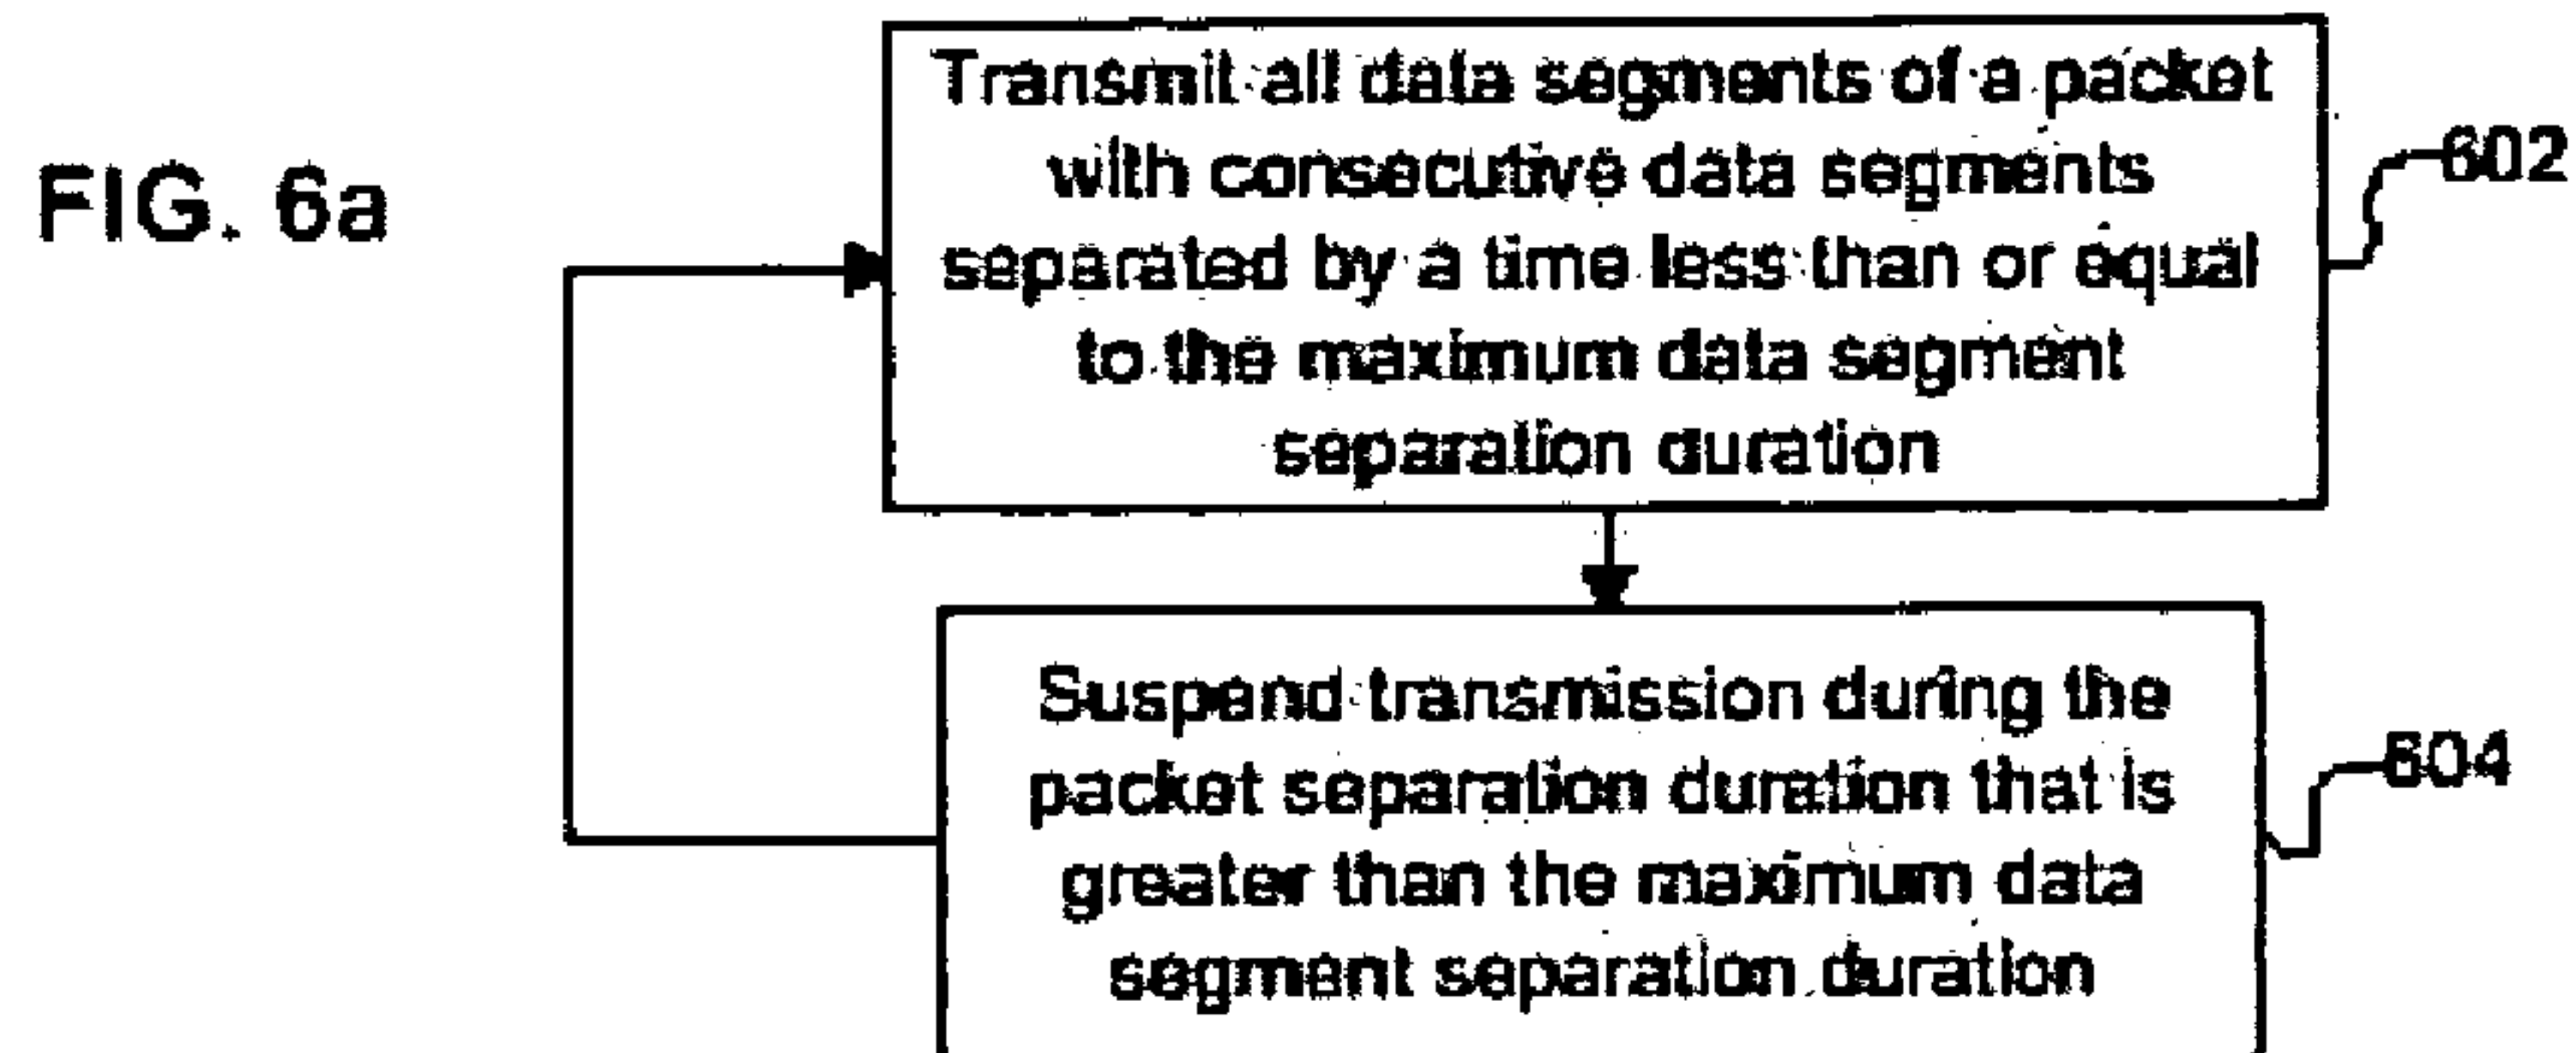 FIG. 6a
Transmit all data segments of a packet
with consecutive data segments
separated by a time less than or equal
to the maximum data segment
separation duration
602
Suspend transmission during the
packet separation duration that is
greater than the maximum data
segment separation duration
604